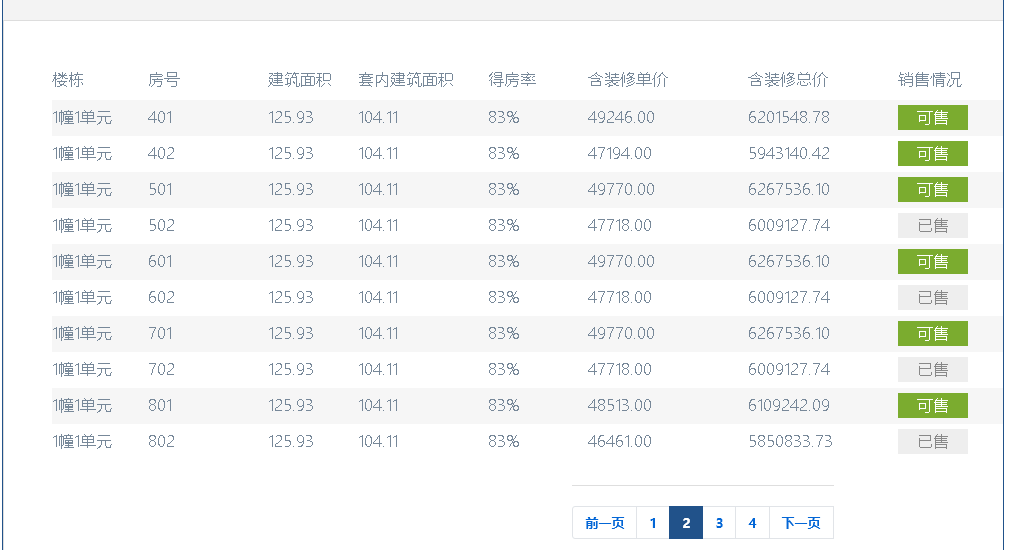 楼栋 房号 建筑面积 套内建筑面积 得房率 含装修单价 含装修总价 销售情况
1幢1单元 401 125.93 104.11 83% 49246.00 6201548.78 可售
1幢1单元 402 125.93 104.11 83% 47194.00 5943140.42 可售
1幢1单元 501 125.93 104.11 83% 49770.00 6267536.10 可售
1幢1单元 502 125.93 104.11 83% 47718.00 6009127.74 已售
1幢1单元 601 125.93 104.11 83% 49770.00 6267536.10 可售
1幢1单元 602 125.93 104.11 83% 47718.00 6009127.74 已售
1幢1单元 701 125.93 104.11 83% 49770.00 6267536.10 可售
1幢1单元 702 125.93 104.11 83% 47718.00 6009127.74 已售
1幢1单元 801 125.93 104.11 83% 48513.00 6109242.09 可售
1幢1单元 802 125.93 104.11 83% 46461.00 5850833.73 已售
前一页 1 2 3 4 下一页